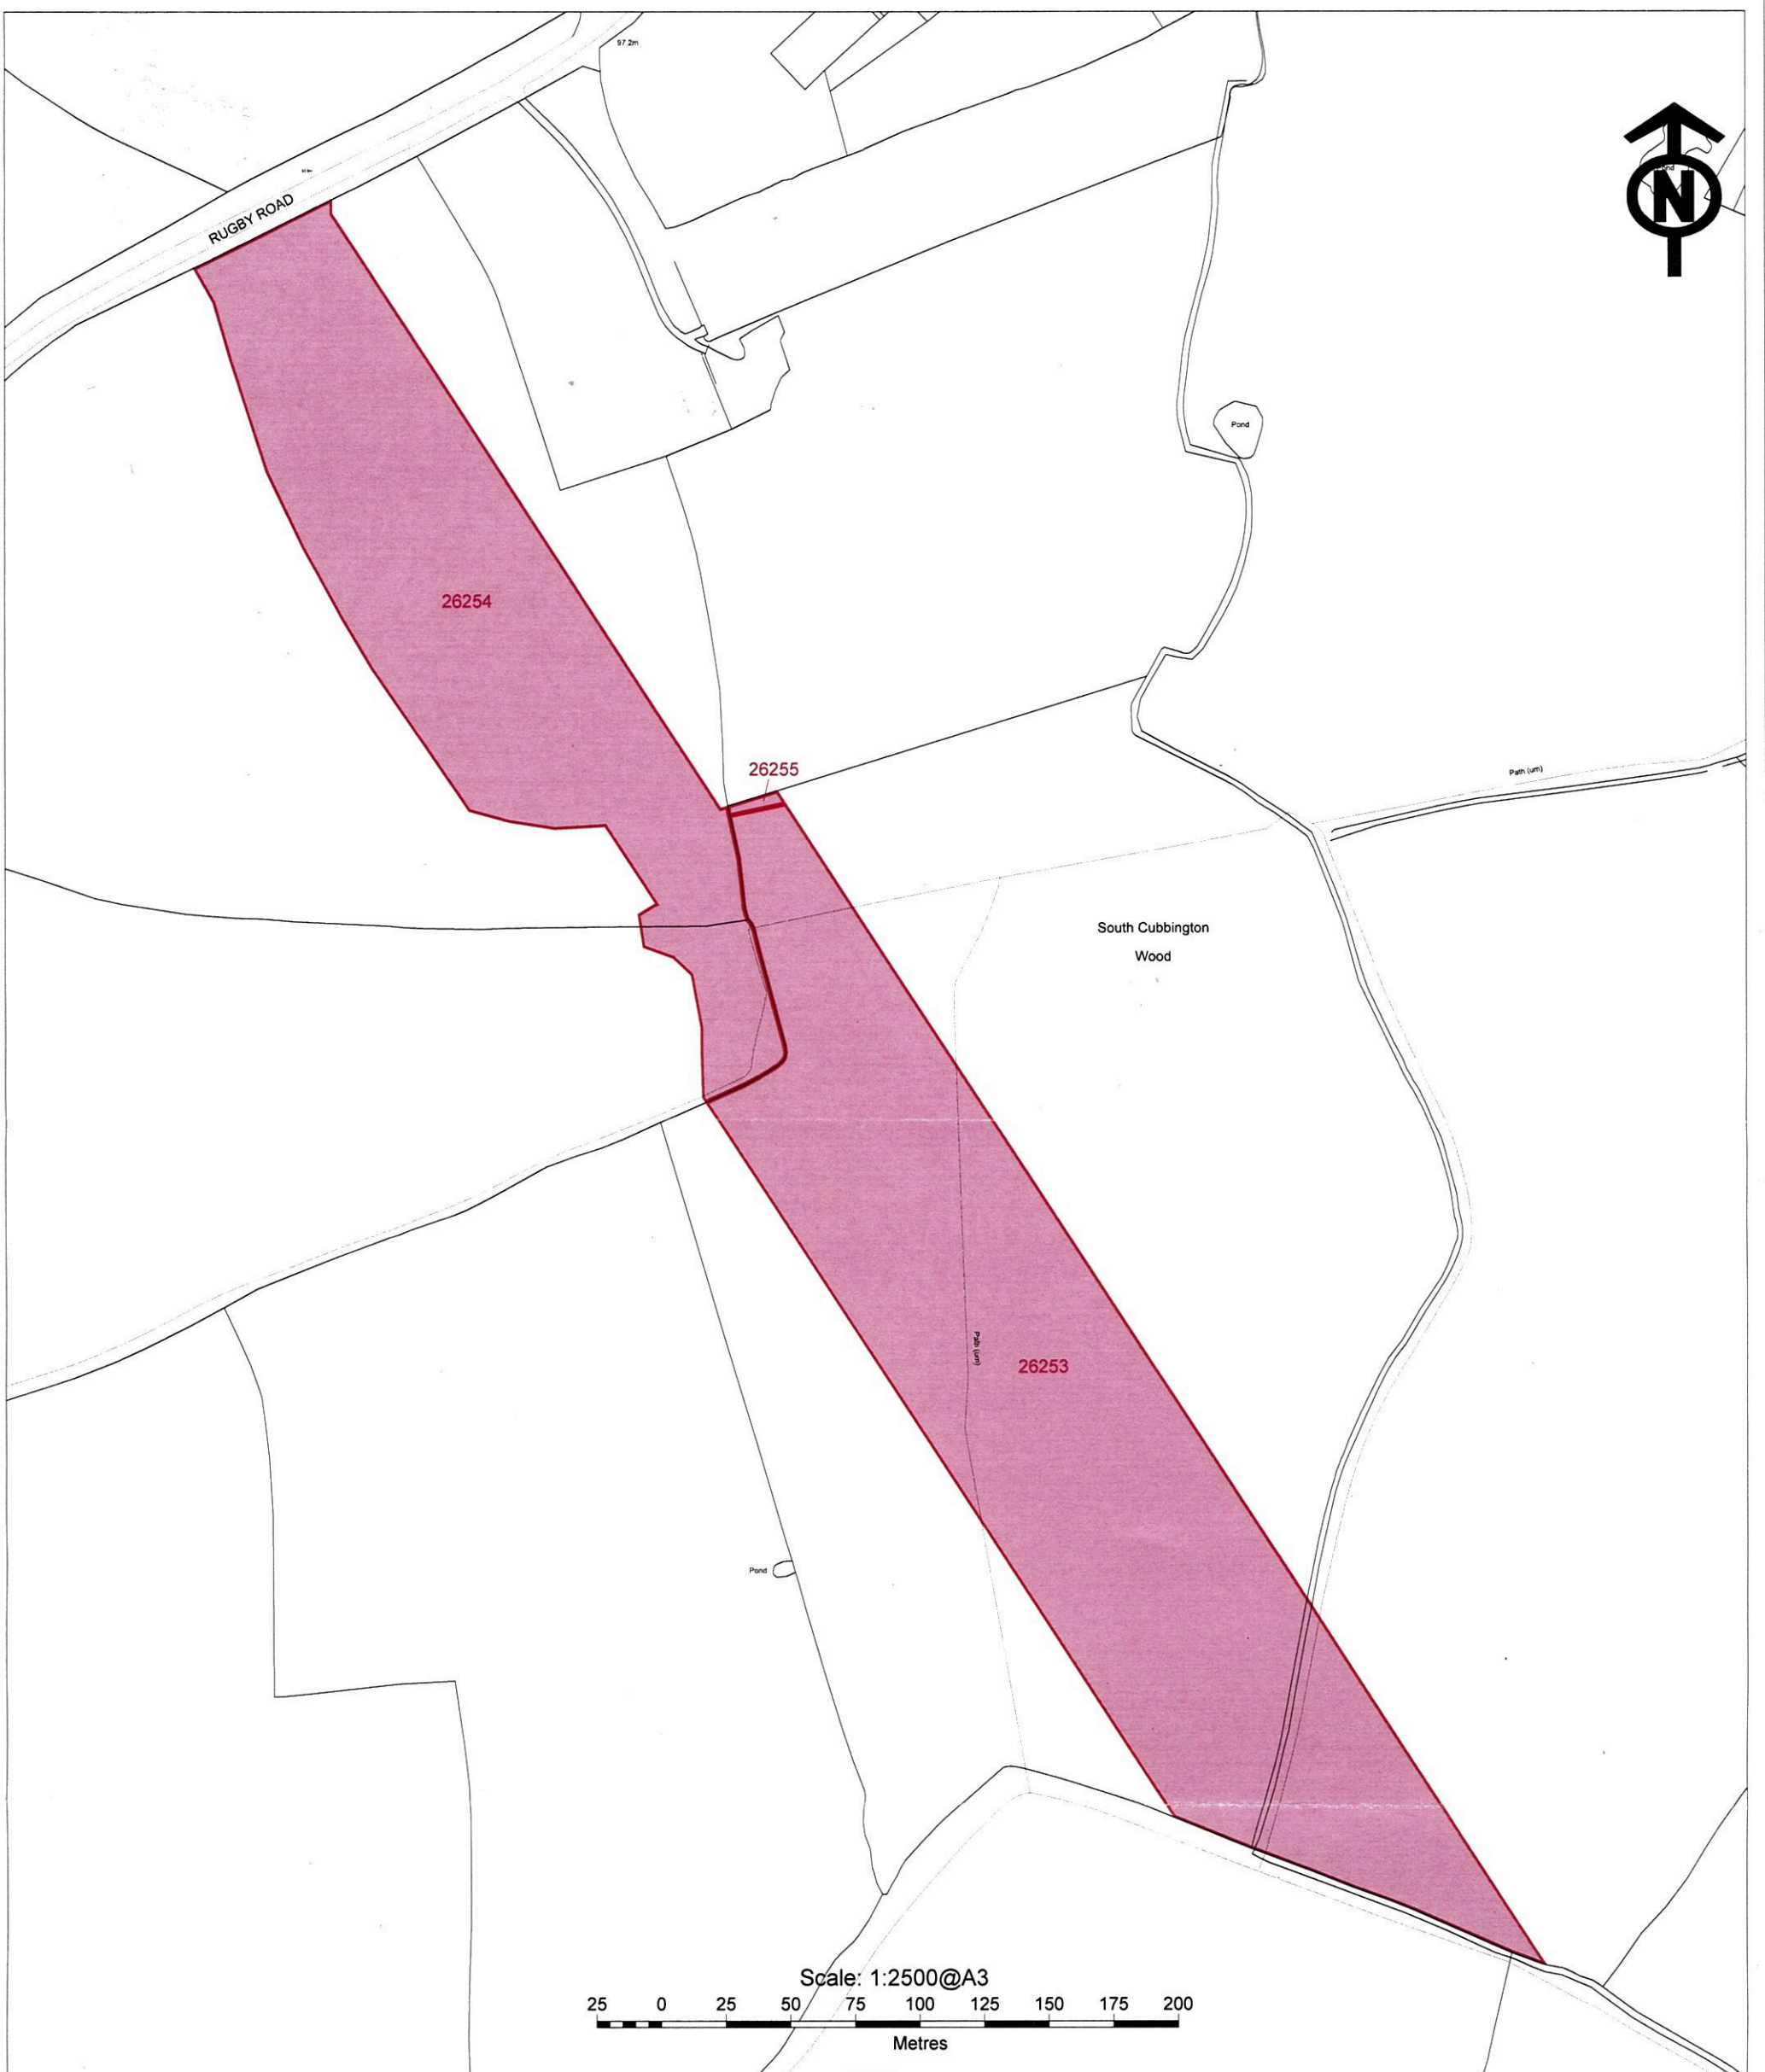 97.2m
N
RUGBY ROAD
Pond
26254
26255
Path (um)
South Cubbington
Wood
Path (um)
26253
Pond
Scale: 1:2500@A3
25 0 25 50 75 100 125 150 175 200
Metres